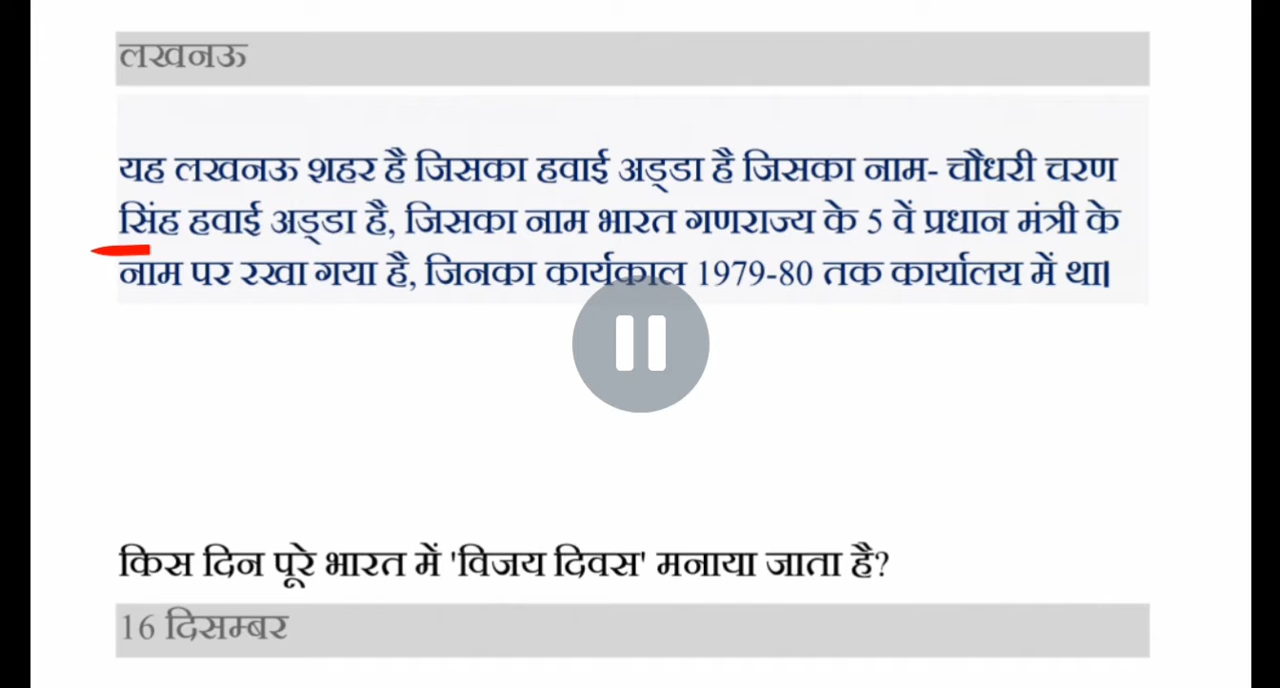 लखनऊ
यह लखनऊ शहर है जिसका हवाई अड्डा है जिसका नाम- चौधरी चरण
सिंह हवाई अड्डा है, जिसका नाम भारत गणराज्य के 5 वें प्रधान मंत्री के
नाम पर रखा गया है, जिनका कार्यकाल 1979-80 तक कार्यालय में था|
किस दिन पूरे भारत में 'विजय दिवस' मनाया जाता है?
16 दिसम्बर